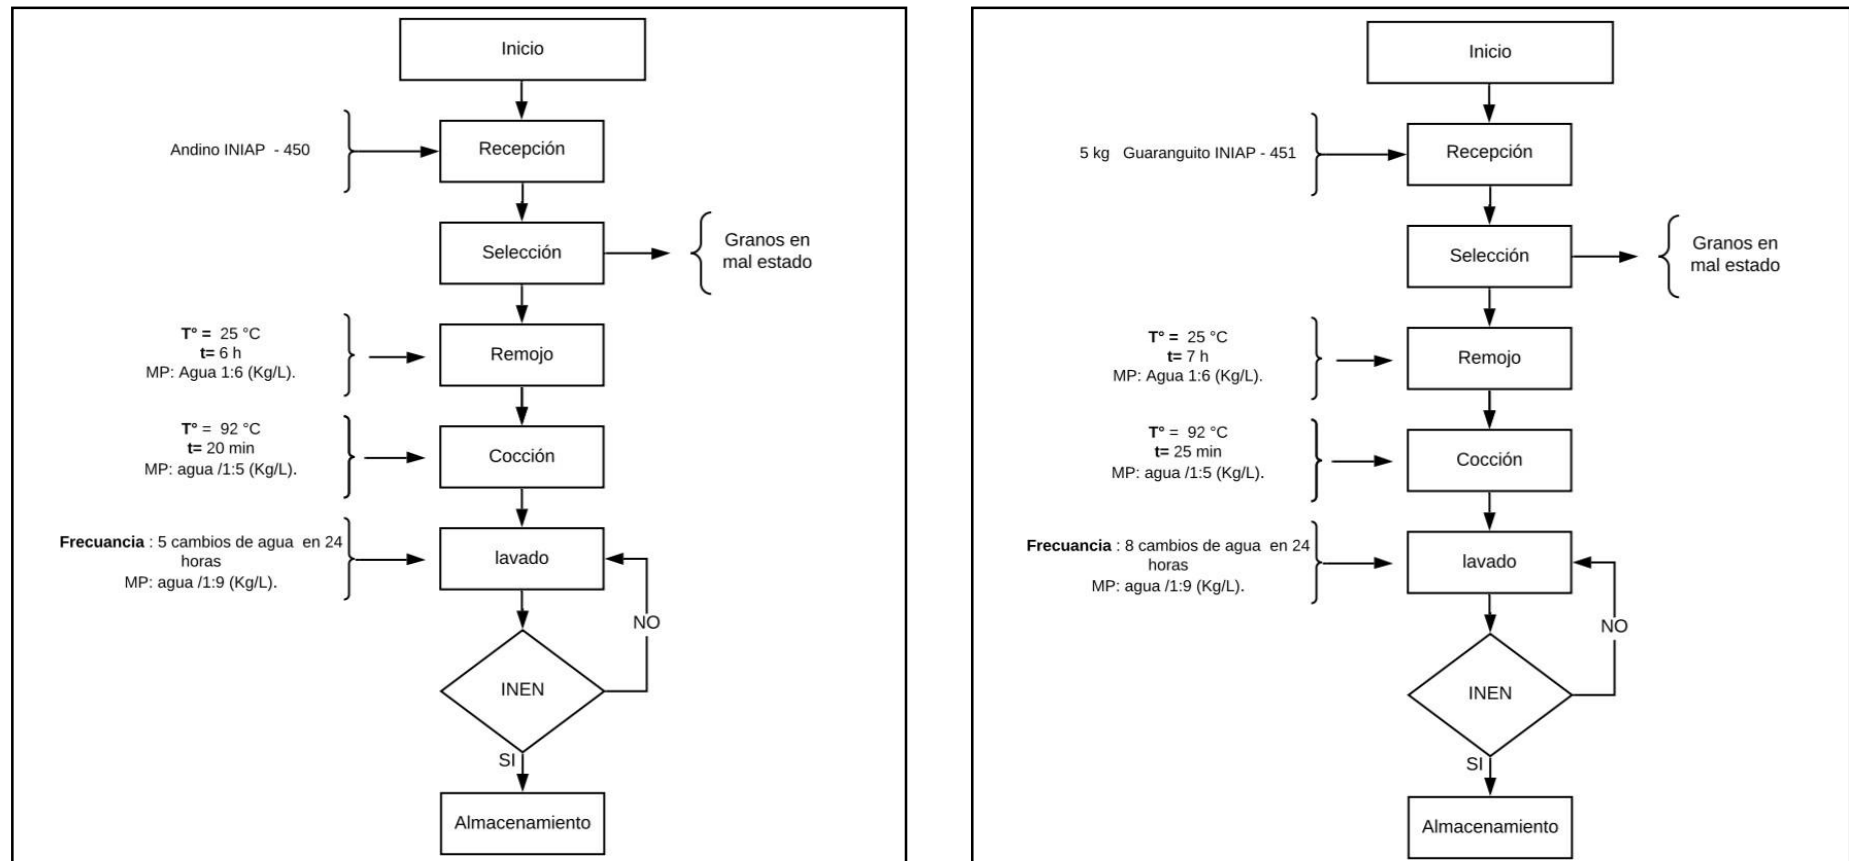 Inicio
Andino INIAP - 450
Recepción
Selección
Granos en
mal estado
T° = 25 °C
t= 6 h
MP: Agua 1:6 (Kg/L).
Remojo
T° = 92 °C
t= 20 min
MP: agua /1:5 (Kg/L).
Cocción
Frecuancia : 5 cambios de agua en 24
horas
MP: agua /1:9 (Kg/L).
lavado
NO
INEN
SI
Almacenamiento
Inicio
5 kg Guaranguito INIAP - 451
Recepción
Selección
Granos en
mal estado
T° = 25 °C
t= 7 h
MP: Agua 1:6 (Kg/L).
Remojo
T° = 92 °C
t= 25 min
MP: agua /1:5 (Kg/L).
Cocción
Frecuancia : 8 cambios de agua en 24
horas
MP: agua /1:9 (Kg/L).
lavado
NO
INEN
SI
Almacenamiento